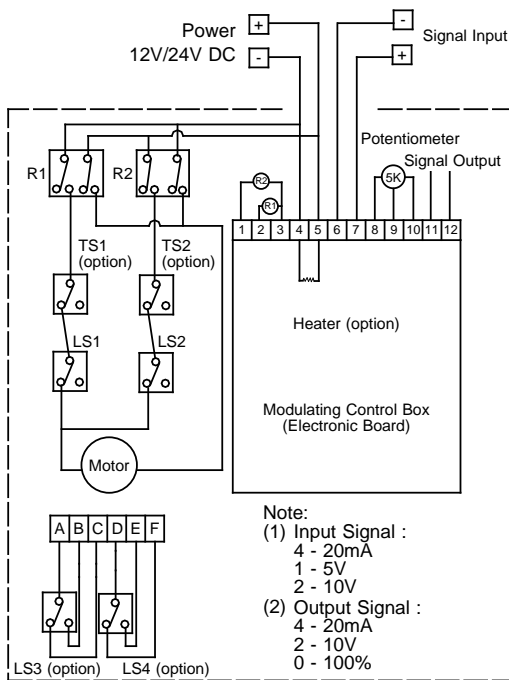 Power +
12V/24V DC -
- Signal Input
+
Potentiometer
Signal Output
R1
R2
R2
R1
5K
1 2 3 4 5 6 7 8 9 10 11 12
TS1
(option)
TS2
(option)
LS1
LS2
Heater (option)
Modulating Control Box
(Electronic Board)
Motor
A B C D E F
LS3 (option)
LS4 (option)
Note:
(1) Input Signal :
4 - 20mA
1 - 5V
2 - 10V
(2) Output Signal :
4 - 20mA
2 - 10V
0 - 100%